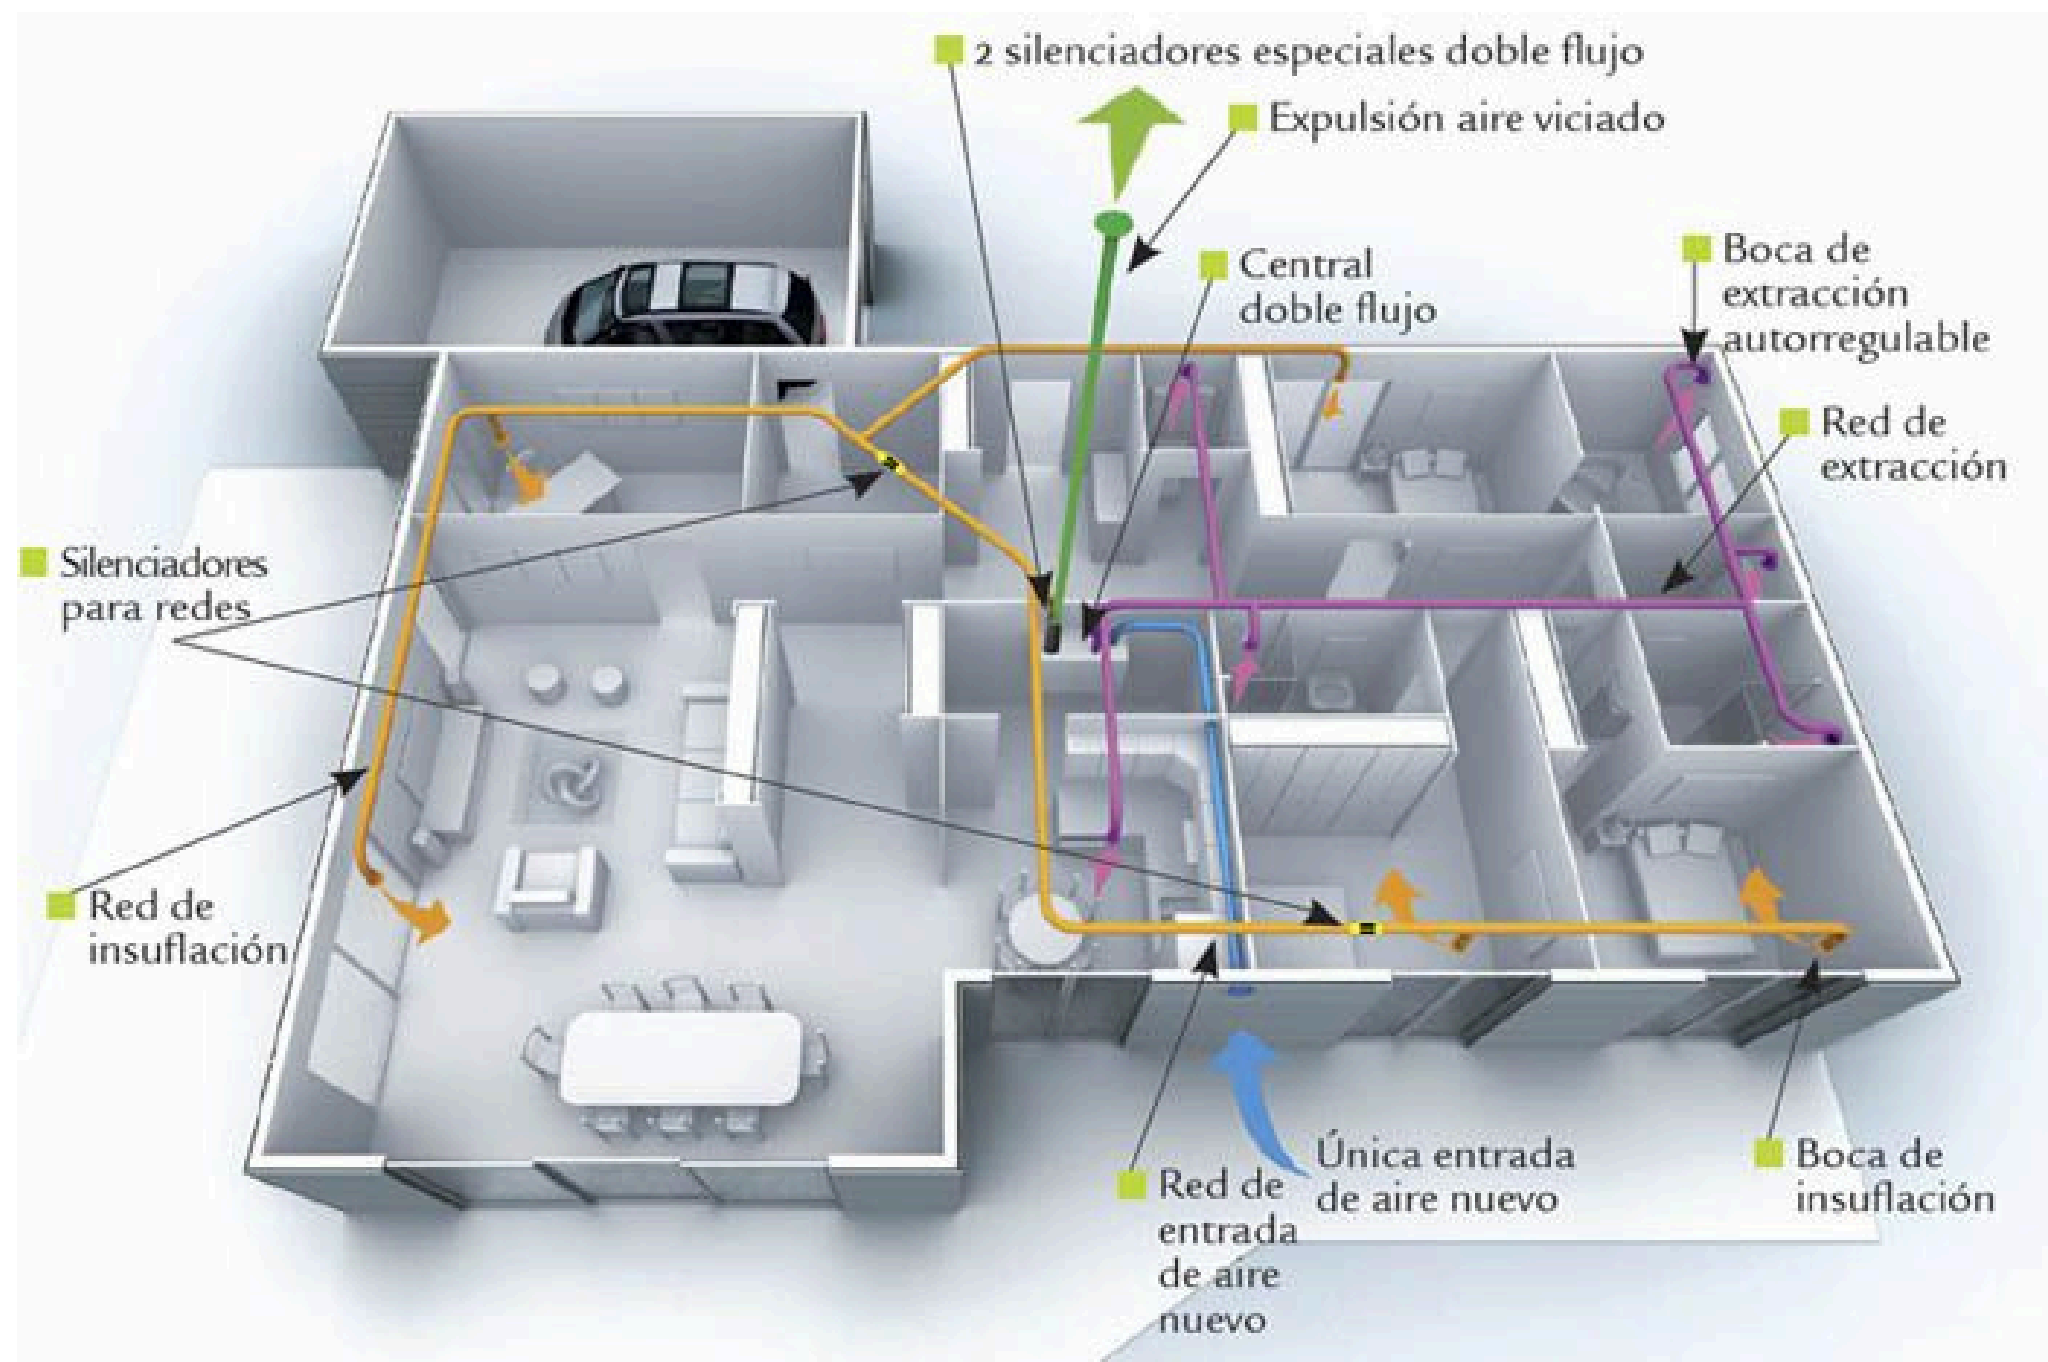 2 silenciadores especiales doble flujo
Expulsión aire viciado
Central
doble flujo
Boca de
extracción
autorregulable
Red de
extracción
Silenciadores
para redes
Red de
insuflación
Única entrada
de aire nuevo
Red de
entrada
de aire
nuevo
Boca de
insuflación